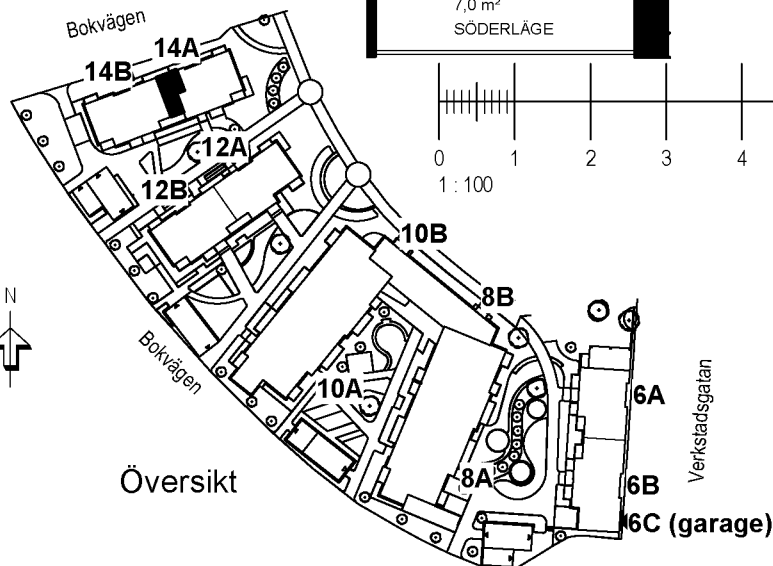 Bokvägen
7,0 m²
SÖDERLÄGE
14A
14B
0 1 2 3 4
1 : 100
12A
12B
10B
8B
N
Bokvägen
10A
6A
Verkstadsgatan
Översikt
8A
6B
6C (garage)